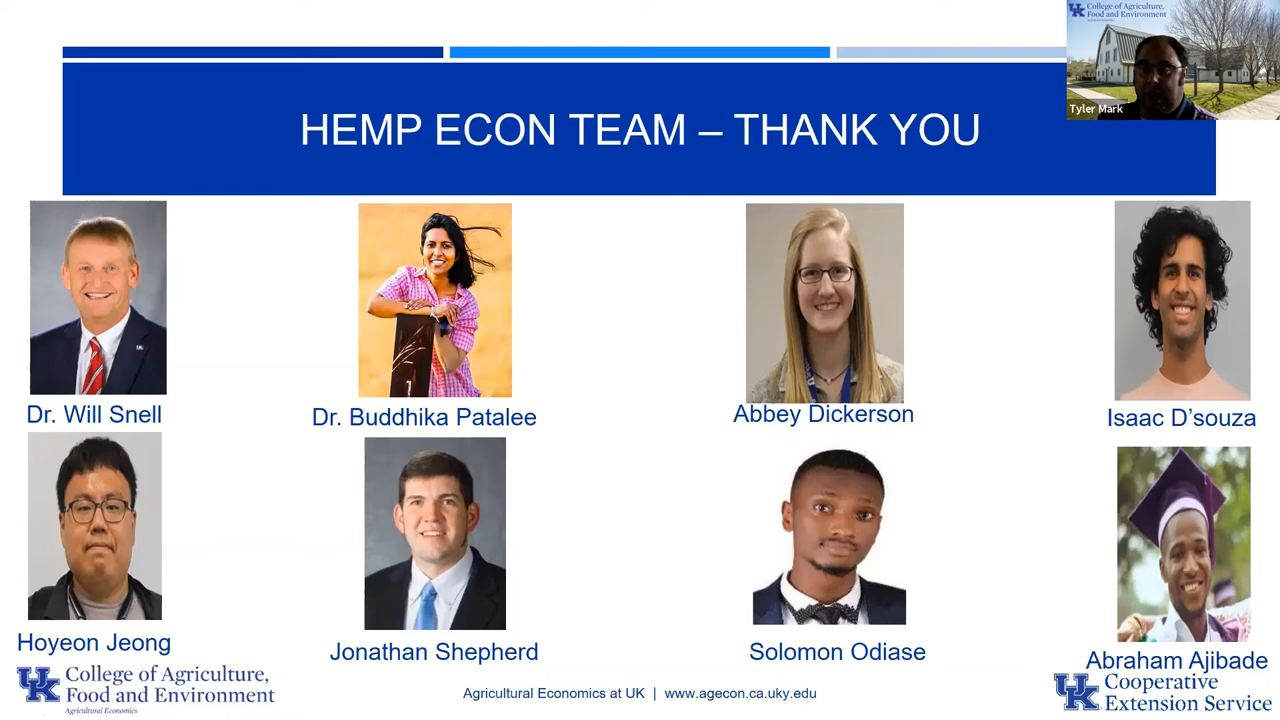 College of Agriculture,
Food and Environment
Tyler Mark
HEMP ECON TEAM – THANK YOU
Dr. Will Snell
Dr. Buddhika Patalee
Abbey Dickerson
Isaac D’souza
Hoyeon Jeong
Jonathan Shepherd
Solomon Odiase
Abraham Ajibade
UK
College of Agriculture,
Food and Environment
Agricultural Economics
Agricultural Economics at UK | www.agecon.ca.uky.edu
UK
Cooperative
Extension Service